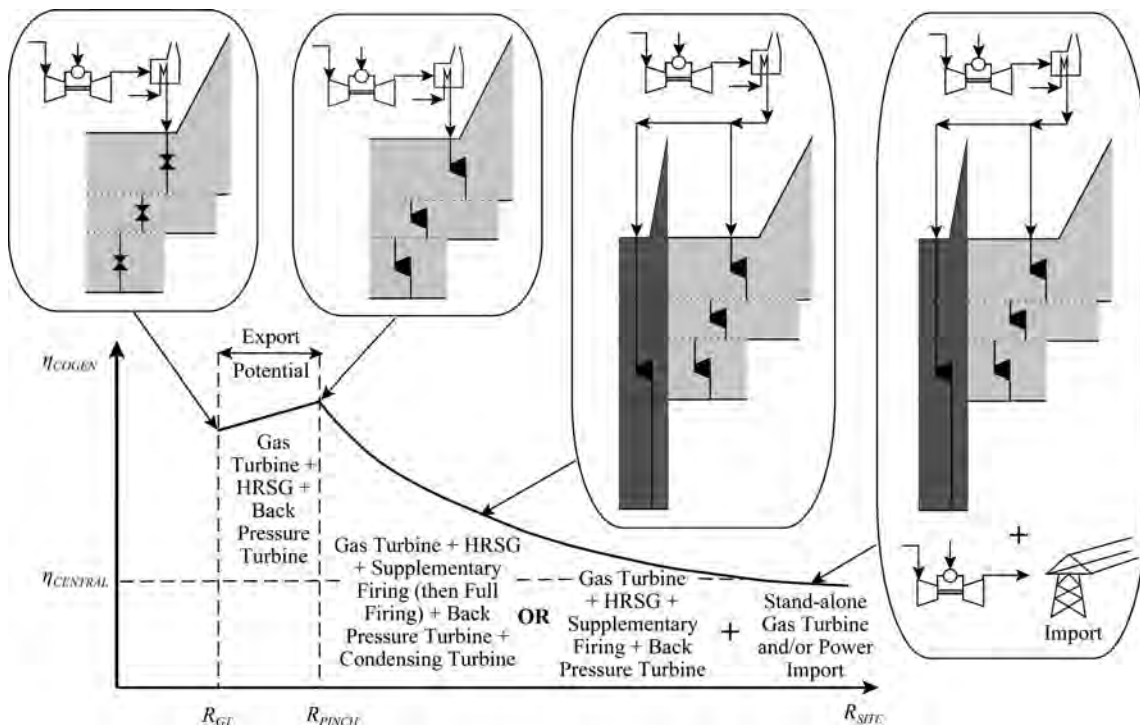 Export
Potential
η_COGEN
Gas
Turbine +
HRSG +
Back
Pressure
Turbine
η_CENTRAL
Gas Turbine + HRSG
+ Supplementary
Firing (then Full
Firing) + Back
Pressure Turbine +
Condensing Turbine
OR
Gas Turbine
+ HRSG +
Supplementary
Firing + Back
Pressure Turbine
+
Stand-alone
Gas Turbine
and/or Power
Import
+
Import
R_GT
R_PINCH
R_SITE